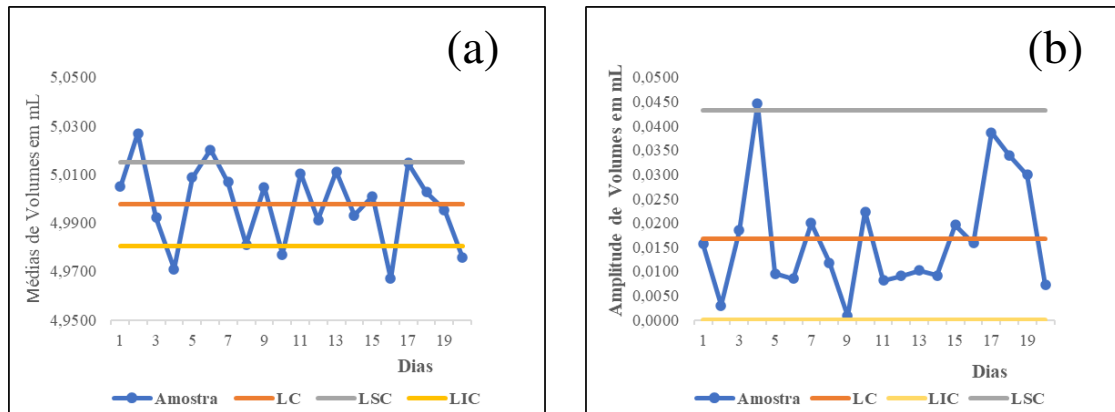 (a)
Médias de Volumes em mL
5,0500
5,0300
5,0100
4,9900
4,9700
4,9500
1 3 5 7 9 11 13 15 17 19
Dias
Amostra LC LSC LIC
(b)
Amplitude de Volumes em mL
0,0500
0,0450
0,0400
0,0350
0,0300
0,0250
0,0200
0,0150
0,0100
0,0050
0,0000
1 3 5 7 9 11 13 15 17 19
Dias
Amostra LC LIC LSC